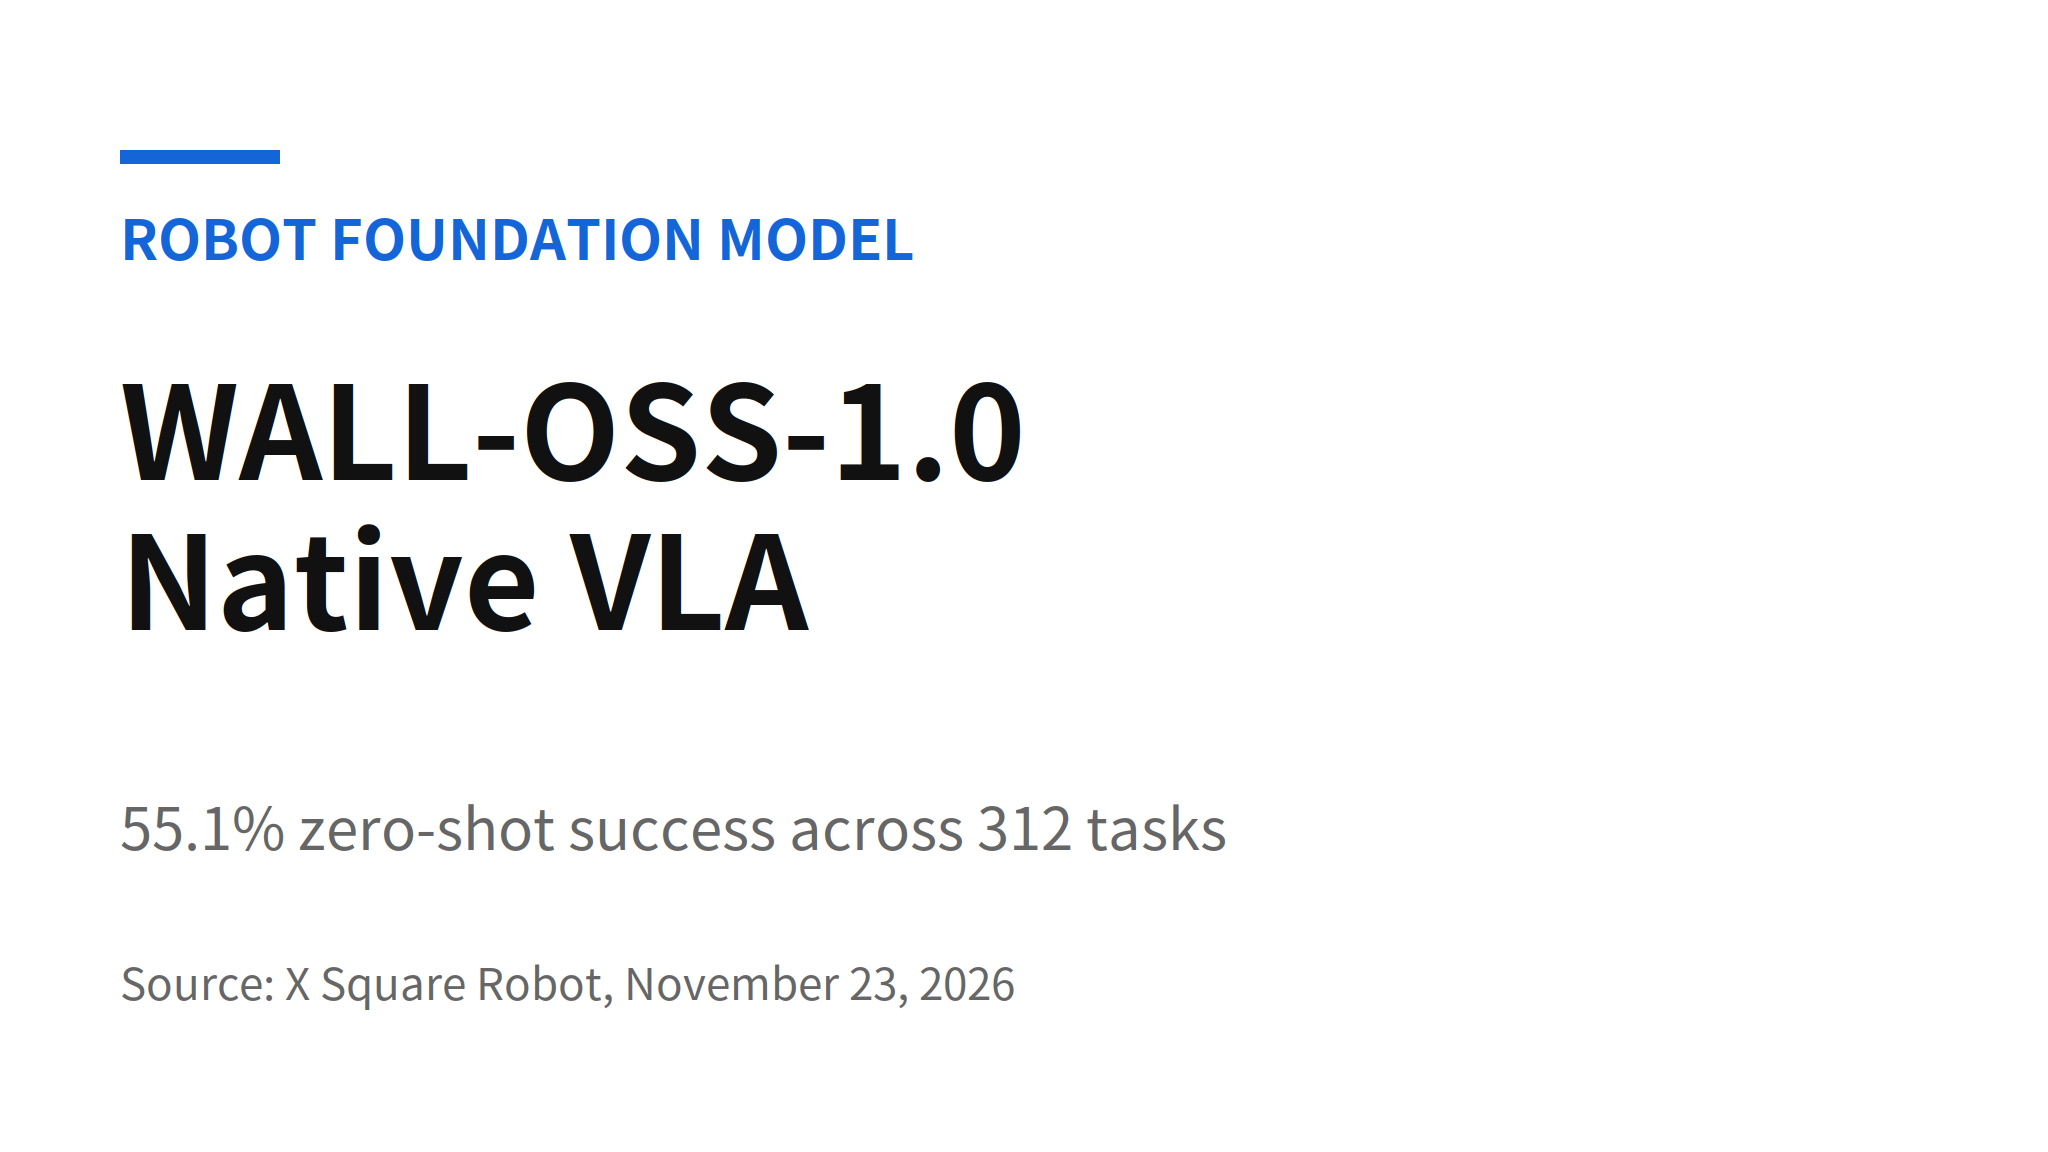 ROBOT FOUNDATION MODEL
WALL-OSS-1.0
Native VLA
55.1% zero-shot success across 312 tasks
Source: X Square Robot, November 23, 2026